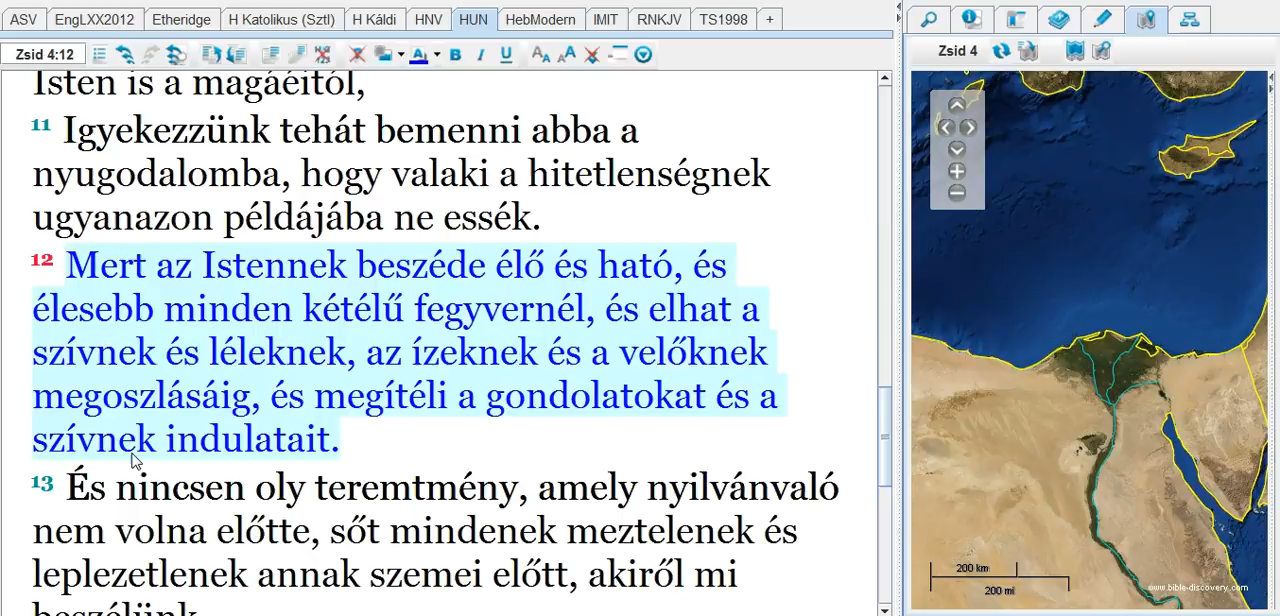 ASV EngLXX2012 Etheridge H Katolikus (Sztl) H Káldi HNV HUN HebModern IMIT RNKJV TS1998 +
Zsid 4:12
Zsid 4
Isten is a magáéitól,
11 Igyekezzünk tehát bemenni abba a
nyugodalomba, hogy valaki a hitetlenségnek
ugyanazon példájába ne essék.
12 Mert az Istennek beszéde élő és ható, és
élesebb minden kétélű fegyvernél, és elhat a
szívnek és léleknek, az ízeknek és a velőknek
megoszlásáig, és megítéli a gondolatokat és a
szívnek indulatait.
13 És nincsen oly teremtmény, amely nyilvánvaló
nem volna előtte, sőt mindenek meztelenek és
leplezetlenek annak szemei előtt, akiről mi
beszélünk.
200 km
200 mi
www.bible-discovery.com